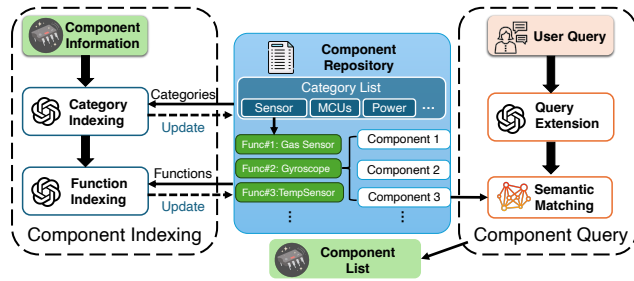 Component
Information
Category
Indexing
Function
Indexing
Component Indexing
Categories
Update
Functions
Update
Component
Repository
Category List
Sensor
MCUs
Power
...
Func#1: Gas Sensor
Func#2: Gyroscope
Func#3:TempSensor
Component 1
Component 2
Component 3
Component
List
User Query
Query
Extension
Semantic
Matching
Component Query